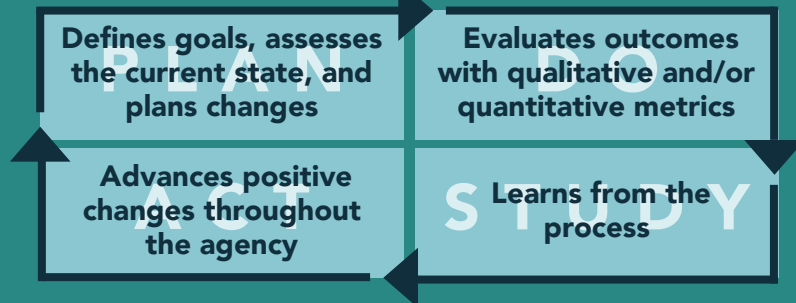 PLAN
Defines goals, assesses
the current state, and
plans changes
DO
Evaluates outcomes
with qualitative and/or
quantitative metrics
ACT
Advances positive
changes throughout
the agency
STUDY
Learns from the
process